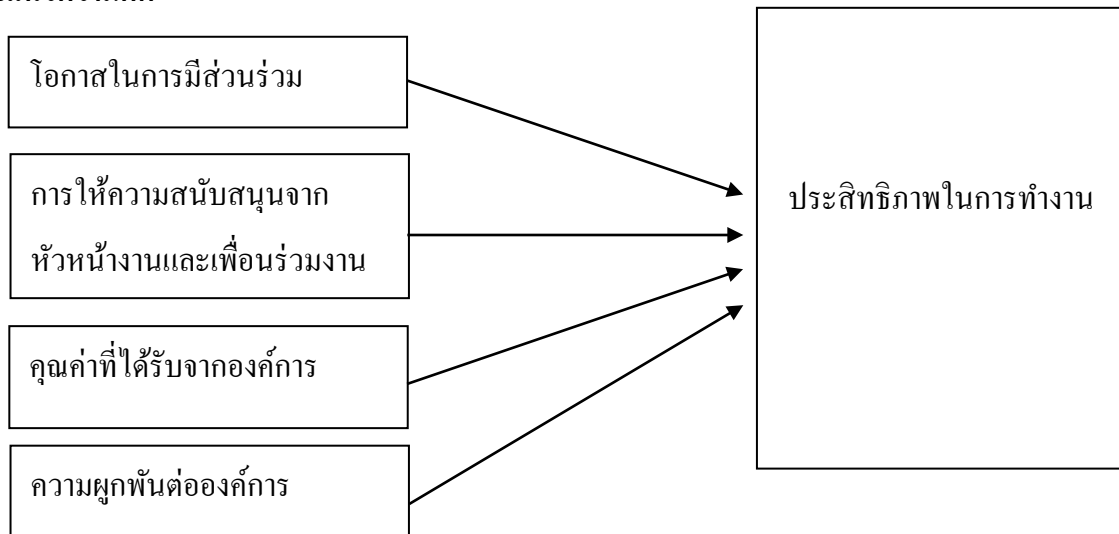 โอกาสในการมีส่วนร่วม
การให้ความสนับสนุนจาก
หัวหน้างานและเพื่อนร่วมงาน
คุณค่าที่ได้รับจากองค์การ
ความผูกพันต่อองค์การ
ประสิทธิภาพในการทำงาน